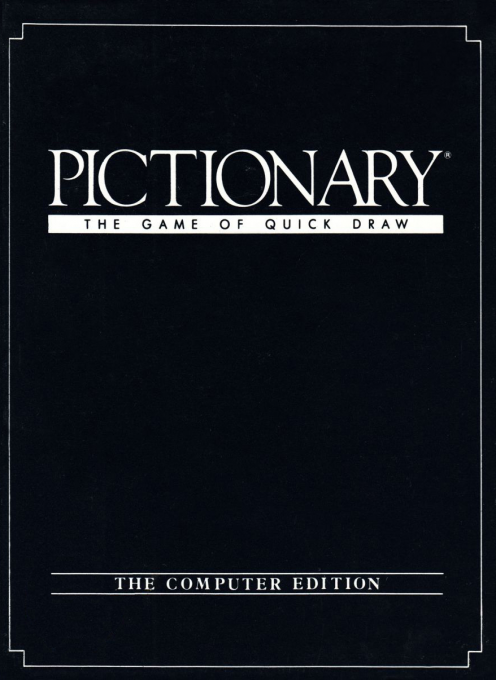 PICTIONARY®
THE GAME OF QUICK DRAW
THE COMPUTER EDITION